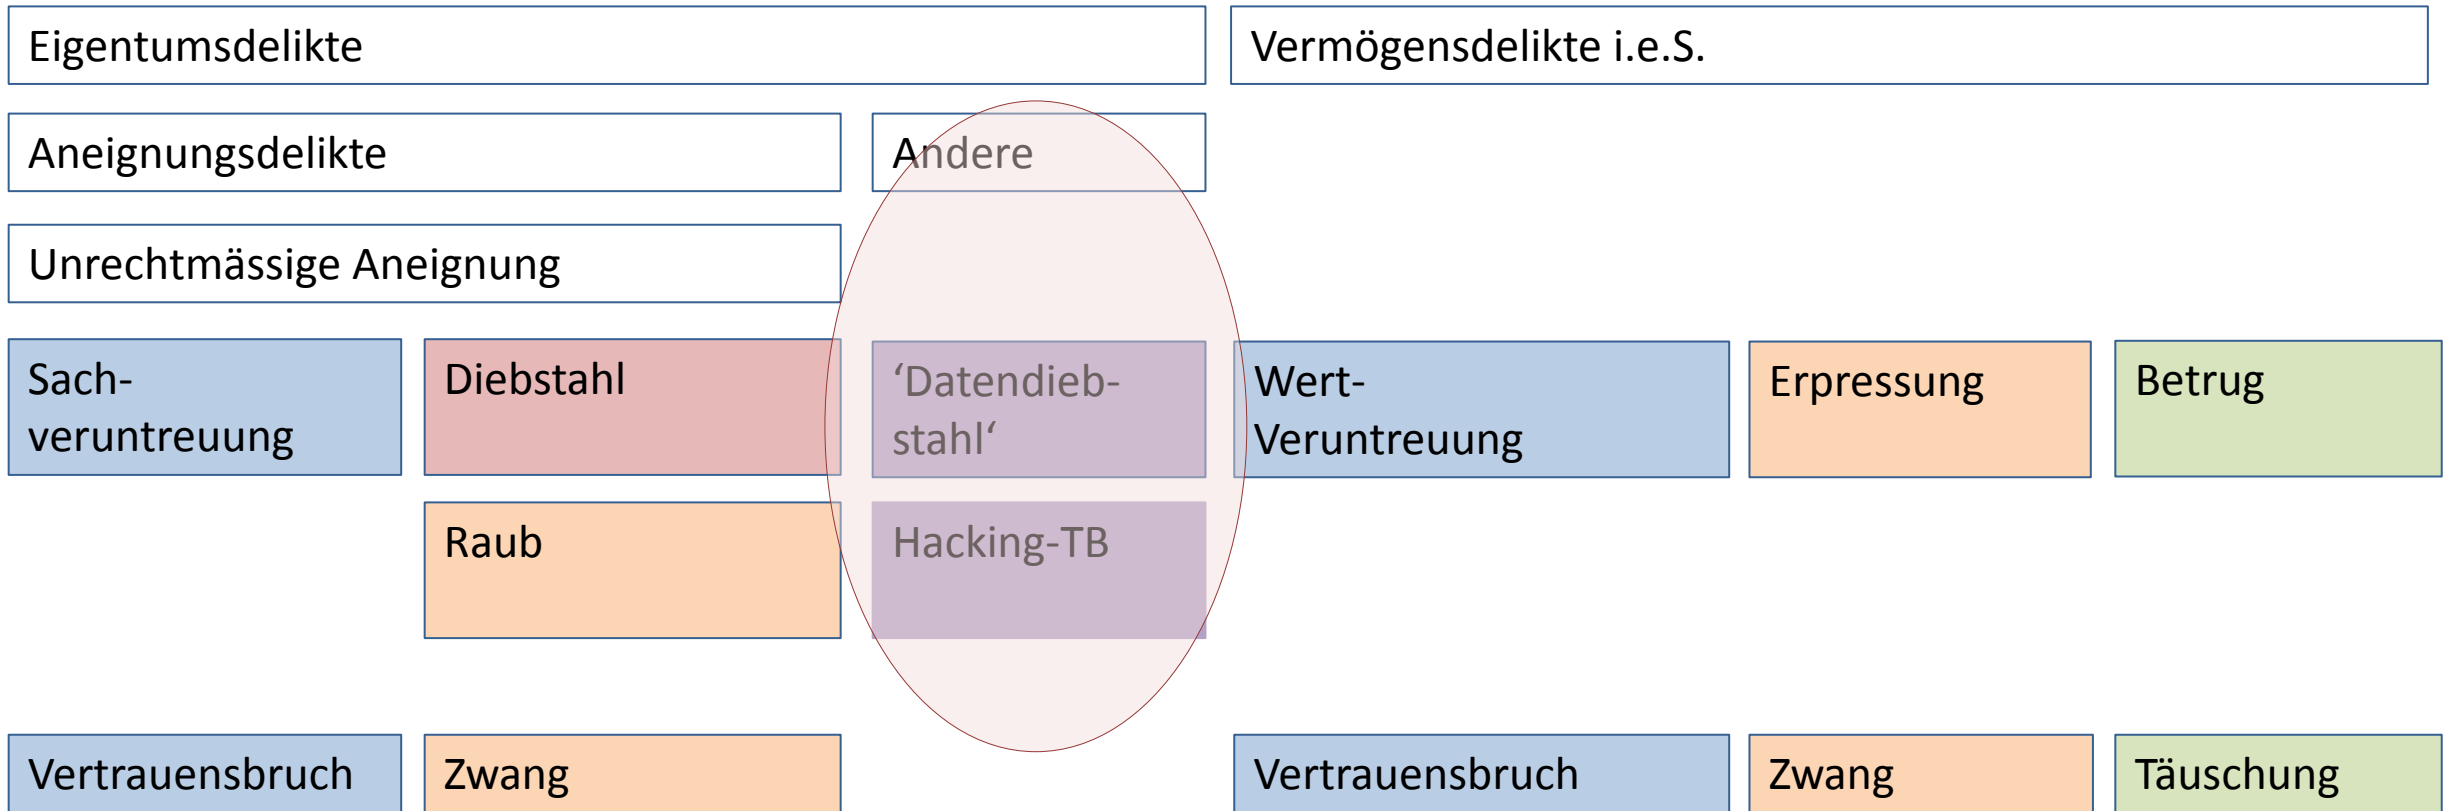 Eigentumsdelikte
Vermögensdelikte i.e.S.
Aneignungsdelikte
Andere
Unrechtmässige Aneignung
Sach-
veruntreuung
Diebstahl
‘Datendieb-
stahl‘
Wert-
Veruntreuung
Erpressung
Betrug
Raub
Hacking-TB
Vertrauensbruch
Zwang
Vertrauensbruch
Zwang
Täuschung